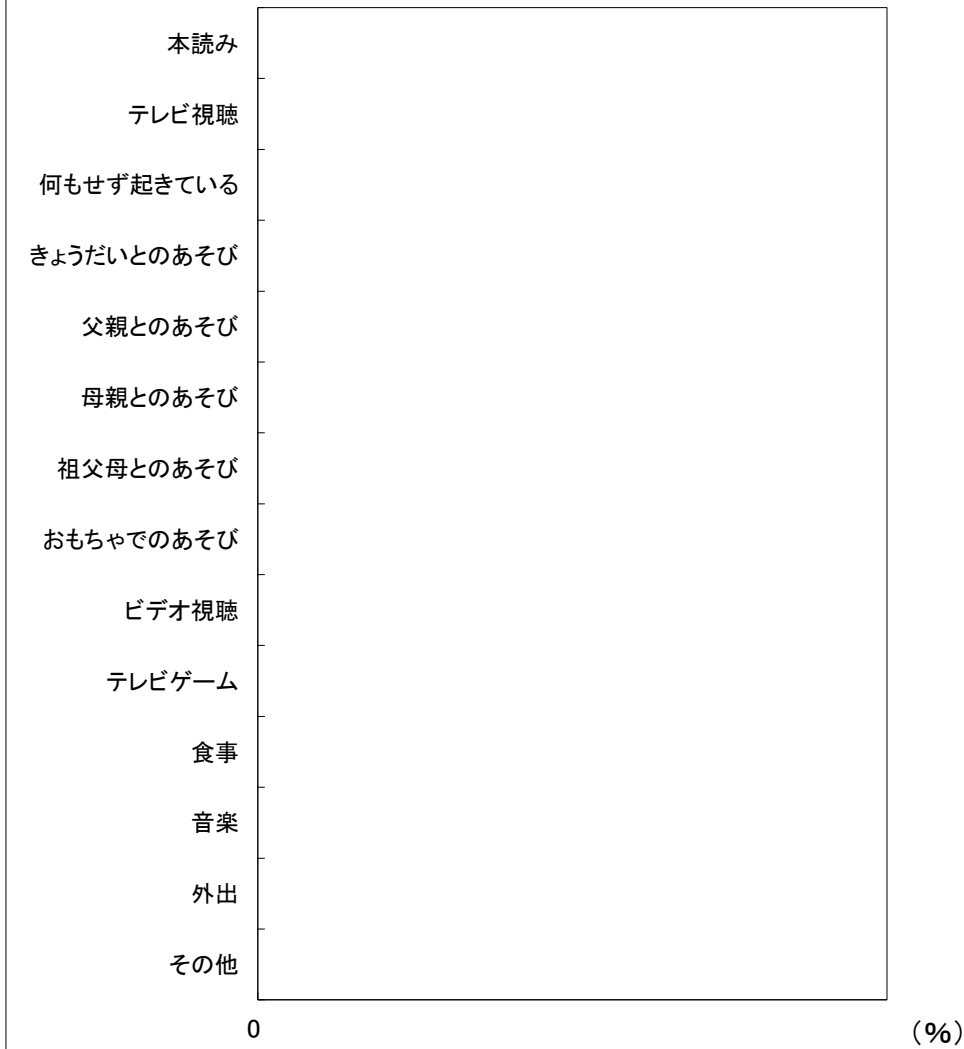 本読み
テレビ視聴
何もせず起きている
きょうだいとのあそび
父親とのあそび
母親とのあそび
祖父母とのあそび
おもちゃでのあそび
ビデオ視聴
テレビゲーム
食事
音楽
外出
その他
0
（%）